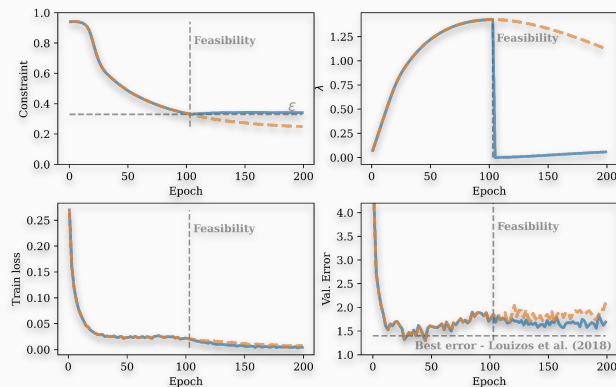 1.0
0.8
0.6
0.4
0.2
0.0
Constraint
Feasibility
ε
0 50 100 150 200
Epoch
1.25
1.00
0.75
0.50
0.25
0.00
λ
Feasibility
0 50 100 150 200
Epoch
0.25
0.20
0.15
0.10
0.05
0.00
Train loss
Feasibility
0 50 100 150 200
Epoch
4.0
3.5
3.0
2.5
2.0
1.5
1.0
Val. Error
Feasibility
Best error - Louizos et al. (2018)
0 50 100 150 200
Epoch